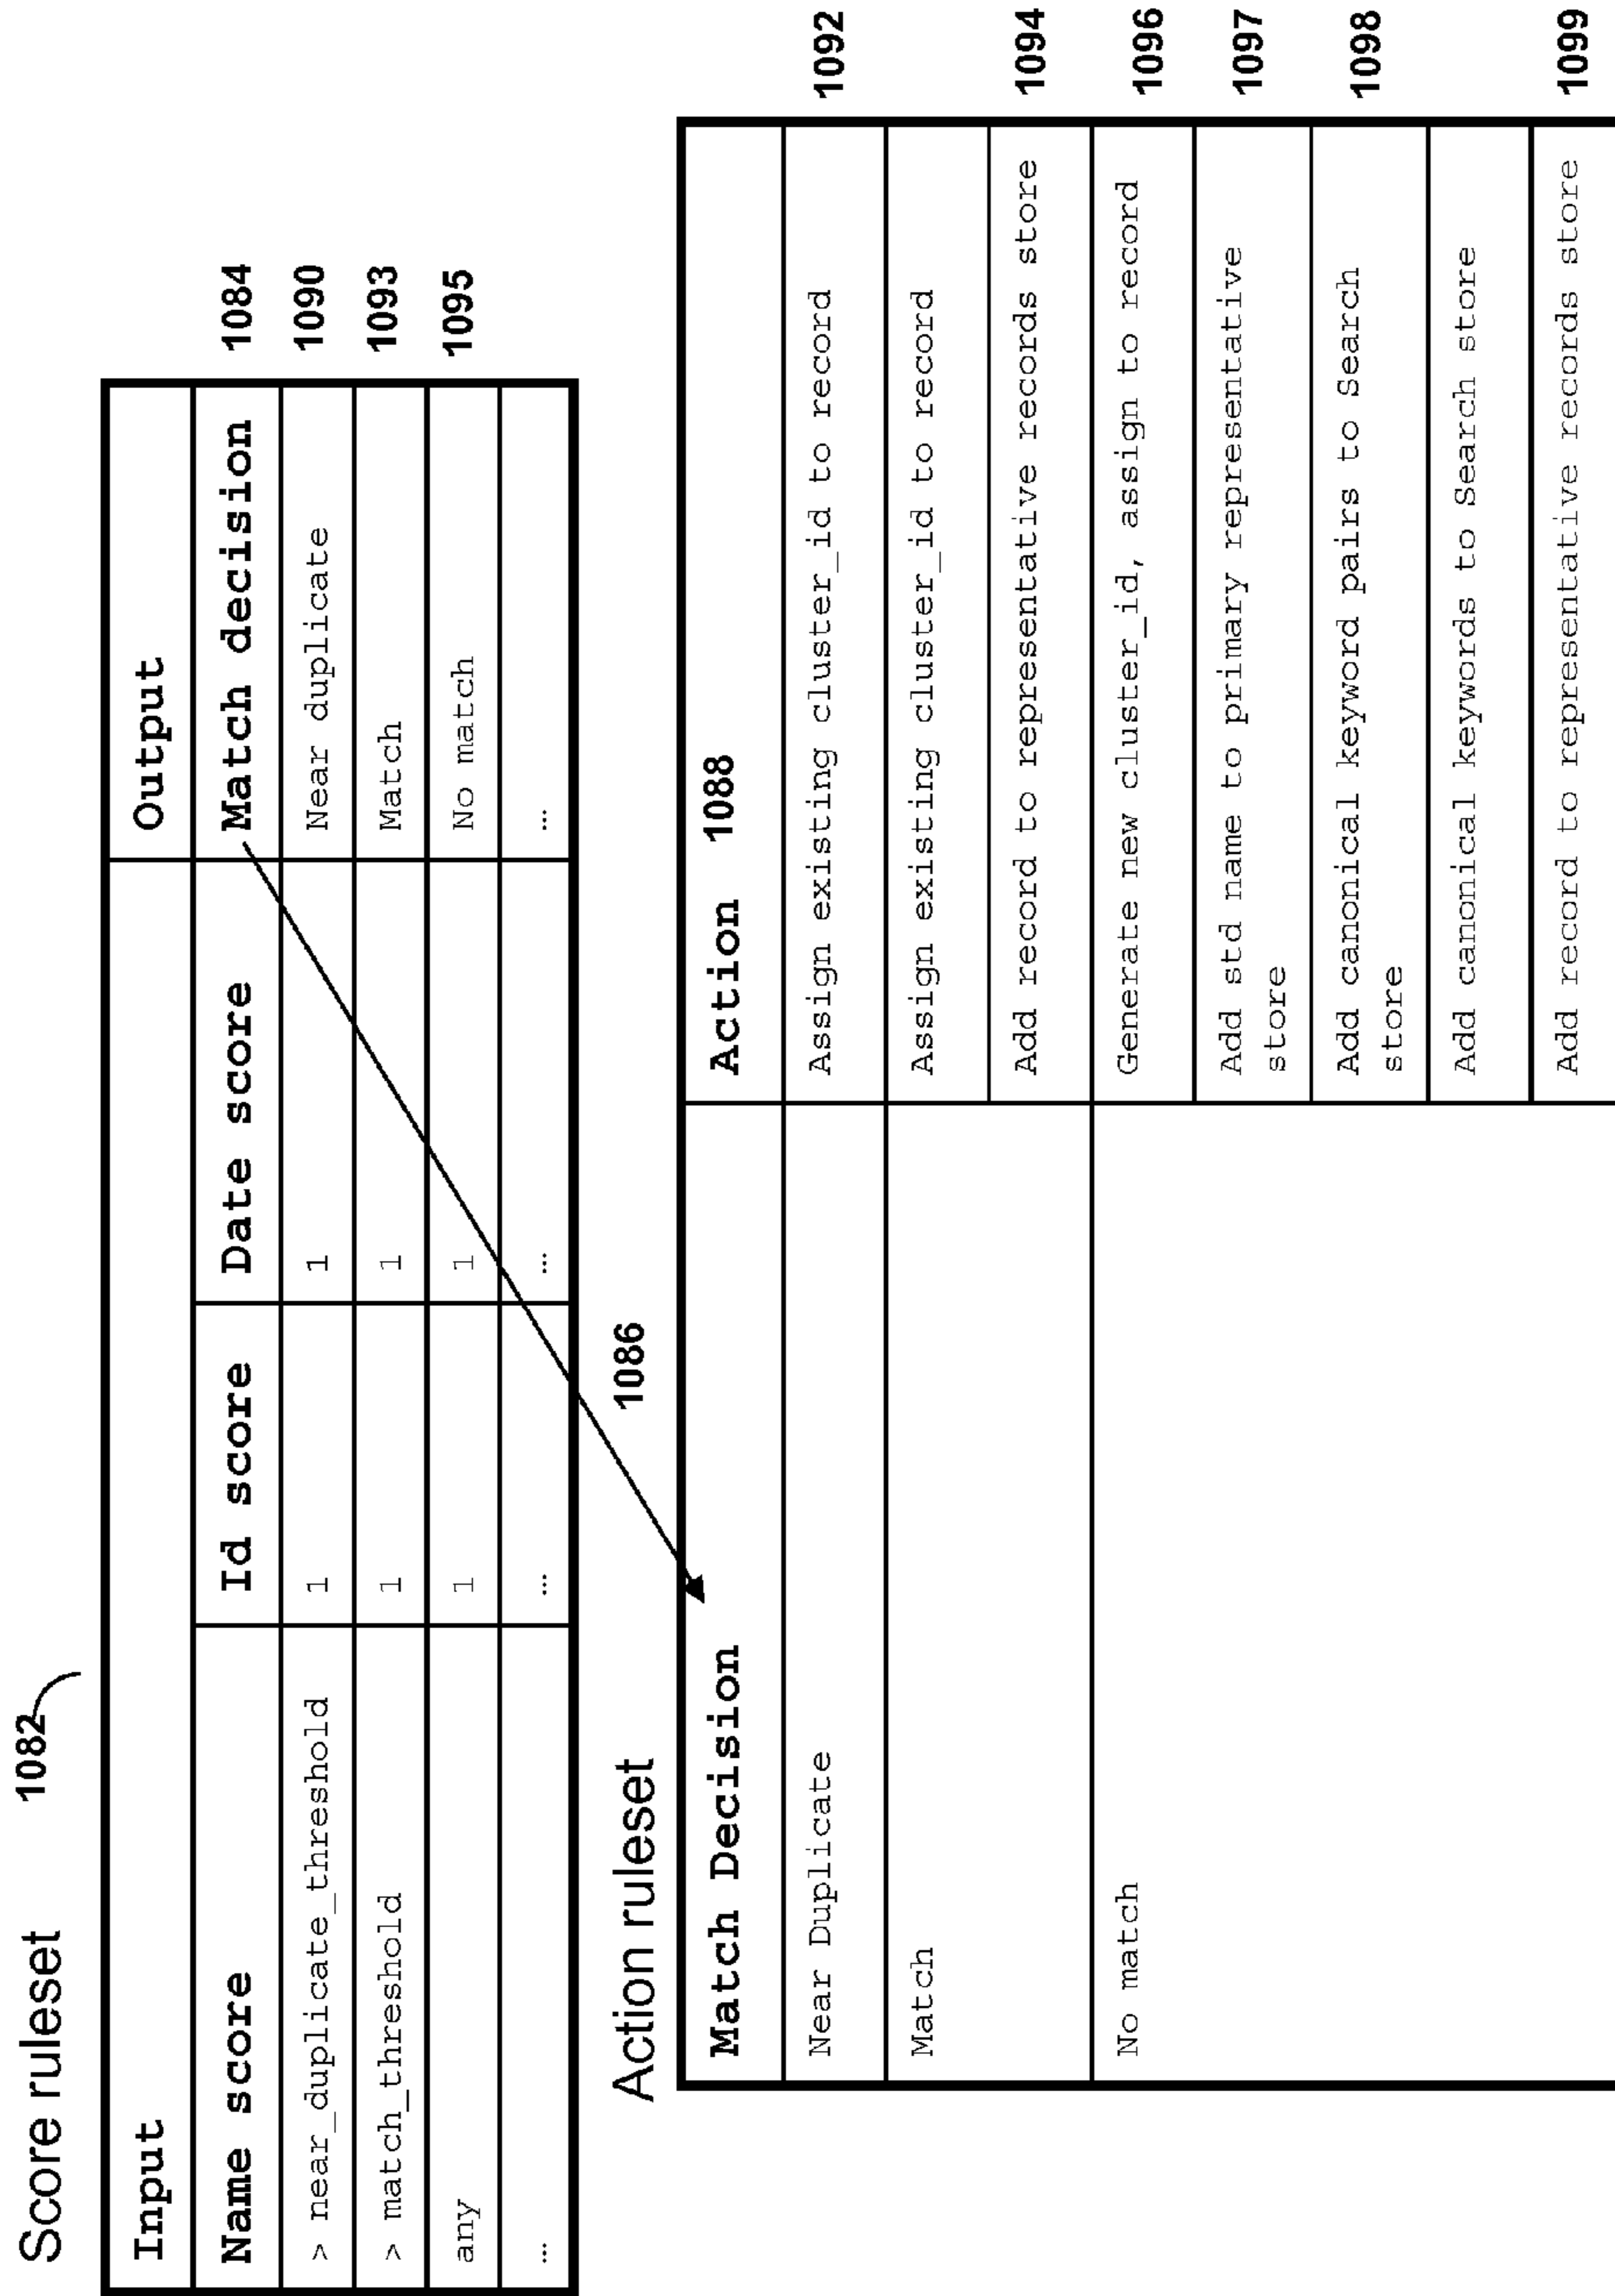 Score ruleset 1082
Input Output
Name score Id score Date score Match decision 1084
> near_duplicate_threshold 1 1 Near duplicate 1090
> match_threshold 1 1 Match 1093
any 1 1 No match 1095
… … … …
Action ruleset 1086
Match Decision Action 1088
Near Duplicate Assign existing cluster_id to record 1092
Match Assign existing cluster_id to record
Add record to representative records store 1094
No match Generate new cluster_id, assign to record 1096
Add std name to primary representative 1097
store
Add canonical keyword pairs to Search 1098
store
Add canonical keywords to Search store
Add record to representative records store 1099